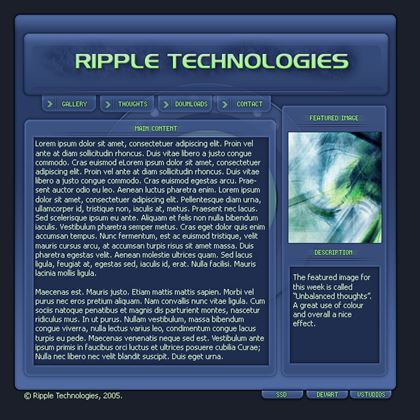 RIPPLE TECHNOLOGIES
GALLERY THOUGHTS DOWNLOADS CONTACT
MAIN CONTENT
Lorem ipsum dolor sit amet, consectetuer adipiscing elit. Proin vel
ante at diam sollicitudin rhoncus. Duis vitae libero a justo congue
commodo. Cras euismod eLorem ipsum dolor sit amet, consectetuer
adipiscing elit. Proin vel ante at diam sollicitudin rhoncus. Duis vitae
libero a justo congue commodo. Cras euismod egestas arcu. Prae-
sent auctor odio eu leo. Aenean luctus pharetra enim. Lorem ipsum
dolor sit amet, consectetuer adipiscing elit. Pellentesque diam urna,
ullamcorper id, tristique non, iaculis at, metus. Praesent nec lacus.
Sed scelerisque ipsum eu ante. Aliquam et felis non nulla bibendum
iaculis. Vestibulum pharetra semper metus. Cras eget dolor quis enim
accumsan tempus. Nunc fermentum, est ac euismod tristique, velit
mauris cursus arcu, at accumsan turpis risus sit amet massa. Duis
pharetra egestas velit. Aenean molestie ultrices quam. Sed lacus
ligula, feugiat at, egestas sed, iaculis id, erat. Nulla facilisi. Mauris
lacinia mollis ligula.
Maecenas est. Mauris justo. Etiam mattis mattis sapien. Morbi vel
purus nec eros pretium aliquam. Nam convallis nunc vitae ligula. Cum
sociis natoque penatibus et magnis dis parturient montes, nascetur
ridiculus mus. In ut purus. Nullam vestibulum, massa bibendum
congue viverra, nulla lectus varius leo, condimentum congue lacus
turpis eu pede. Maecenas venenatis neque sed est. Vestibulum ante
ipsum primis in faucibus orci luctus et ultrices posuere cubilia Curae;
Nulla nec libero nec velit blandit suscipit. Duis eget urna.
FEATURED IMAGE
DESCRIPTION
The featured image for
this week is called
"Unbalanced thoughts".
A great use of colour
and overall a nice
effect.
© Ripple Technologies, 2005.
SSD DEVART VSTUDIOS